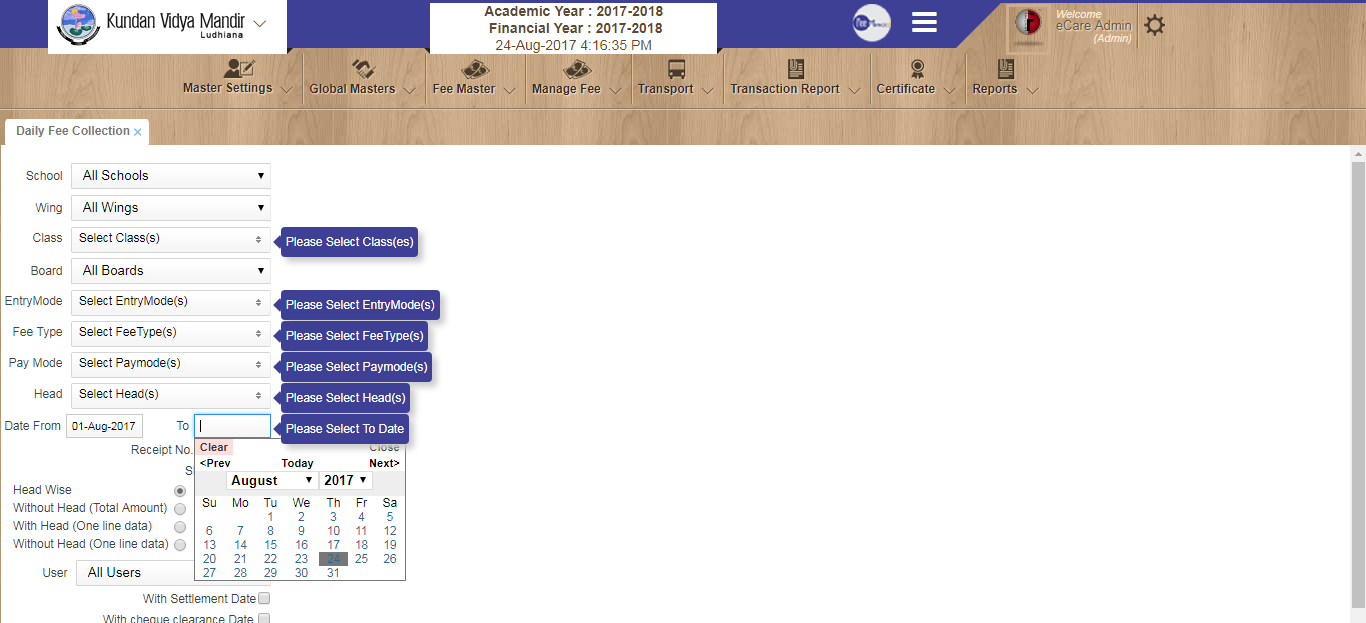 Kundan Vidya Mandir
Ludhiana
Academic Year : 2017-2018
Financial Year : 2017-2018
24-Aug-2017 4:16:35 PM
Welcome
eCare Admin
(Admin)
Master Settings
Global Masters
Fee Master
Manage Fee
Transport
Transaction Report
Certificate
Reports
Daily Fee Collection ×
School All Schools
Wing All Wings
Class Select Class(s) Please Select Class(es)
Board All Boards
EntryMode Select EntryMode(s) Please Select EntryMode(s)
Fee Type Select FeeType(s) Please Select FeeType(s)
Pay Mode Select Paymode(s) Please Select Paymode(s)
Head Select Head(s) Please Select Head(s)
Date From 01-Aug-2017 To Please Select To Date
Clear Close
Receipt No.
<Prev Today Next>
August 2017
Su Mo Tu We Th Fr Sa
1 2 3 4 5
6 7 8 9 10 11 12
13 14 15 16 17 18 19
20 21 22 23 24 25 26
27 28 29 30 31
Head Wise
Without Head (Total Amount)
With Head (One line data)
Without Head (One line data)
User All Users
With Settlement Date
With cheque clearance Date